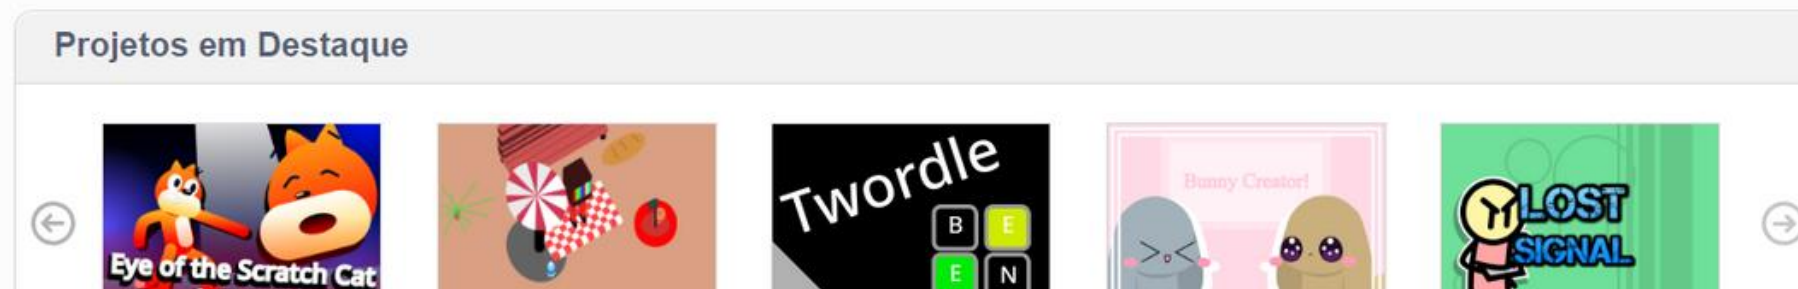 Projetos em Destaque
Eye of the Scratch Cat
Twordle
B E
E N
Bunny Creator!
LOST
SIGNAL